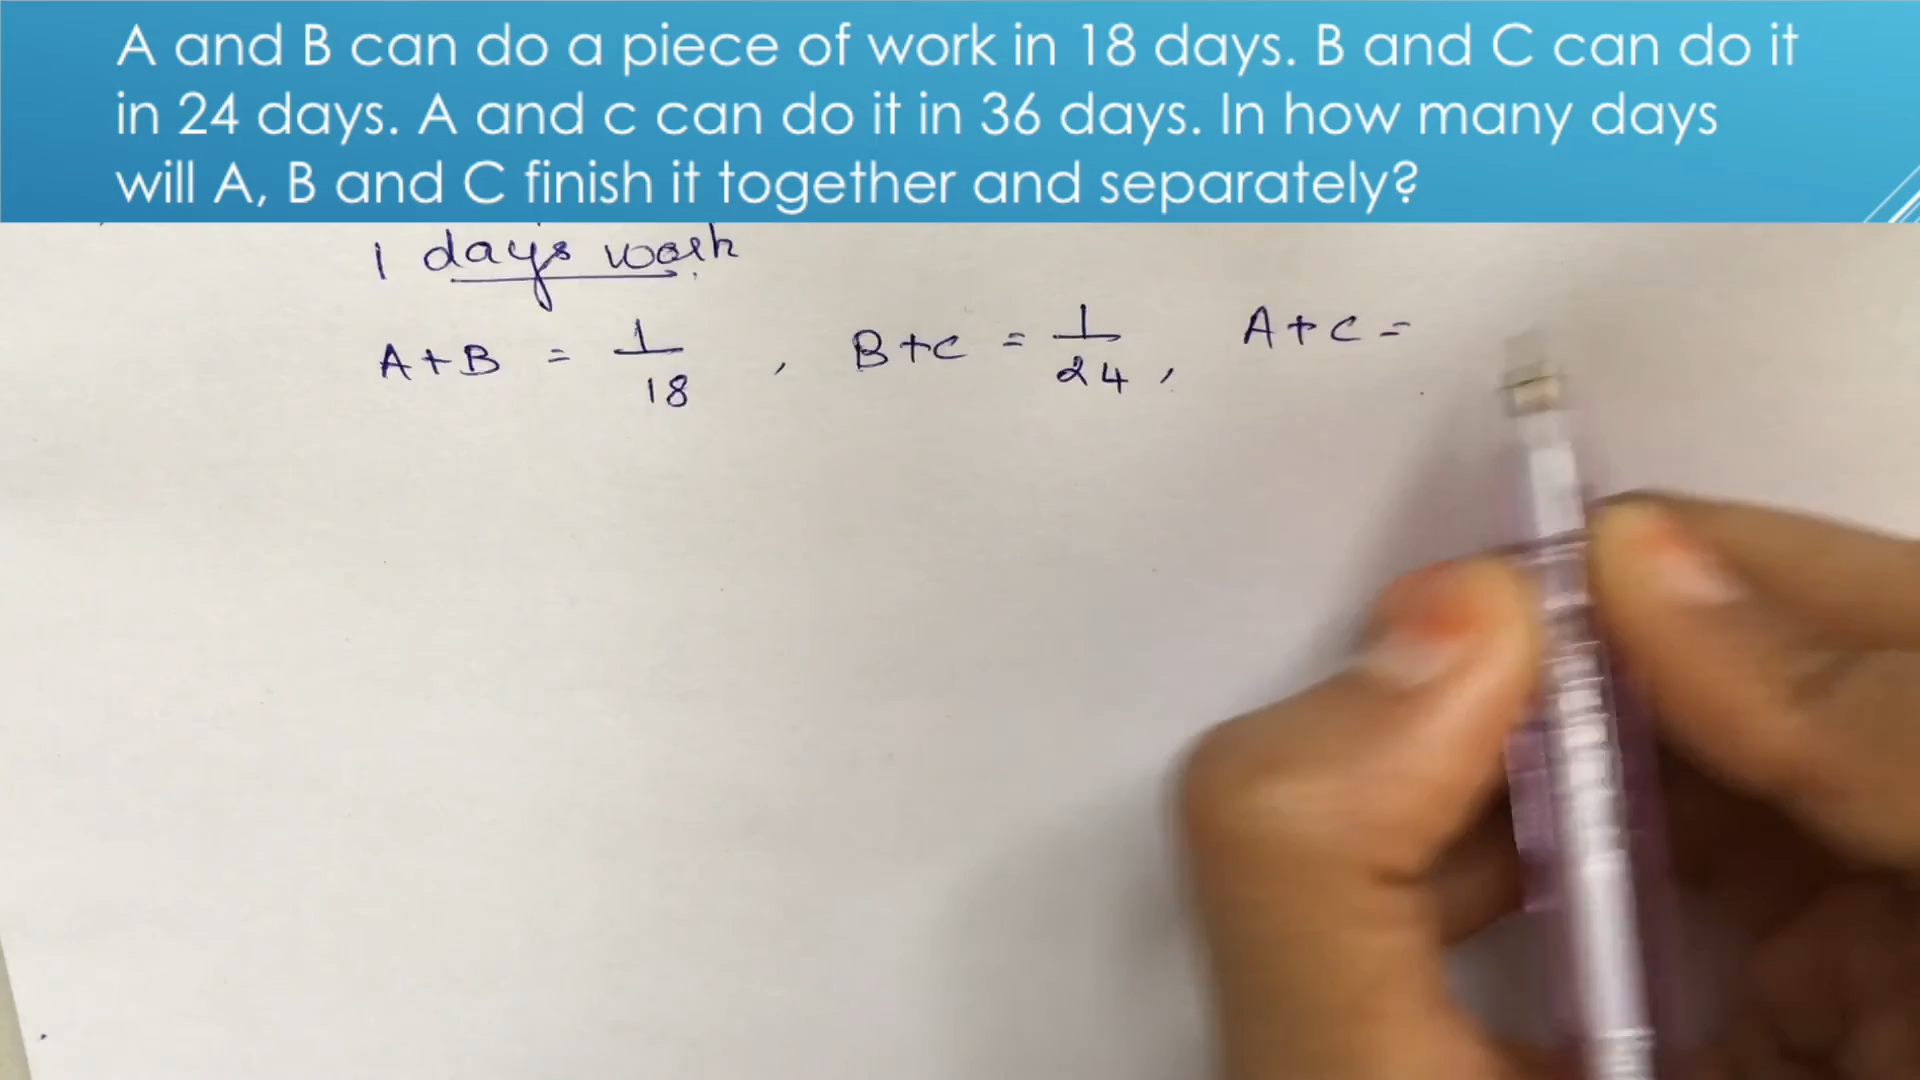 A and B can do a piece of work in 18 days. B and C can do it
in 24 days. A and c can do it in 36 days. In how many days
will A, B and C finish it together and separately?
1 days work
A+B = 1/18 , B+C = 1/24 , A+C =